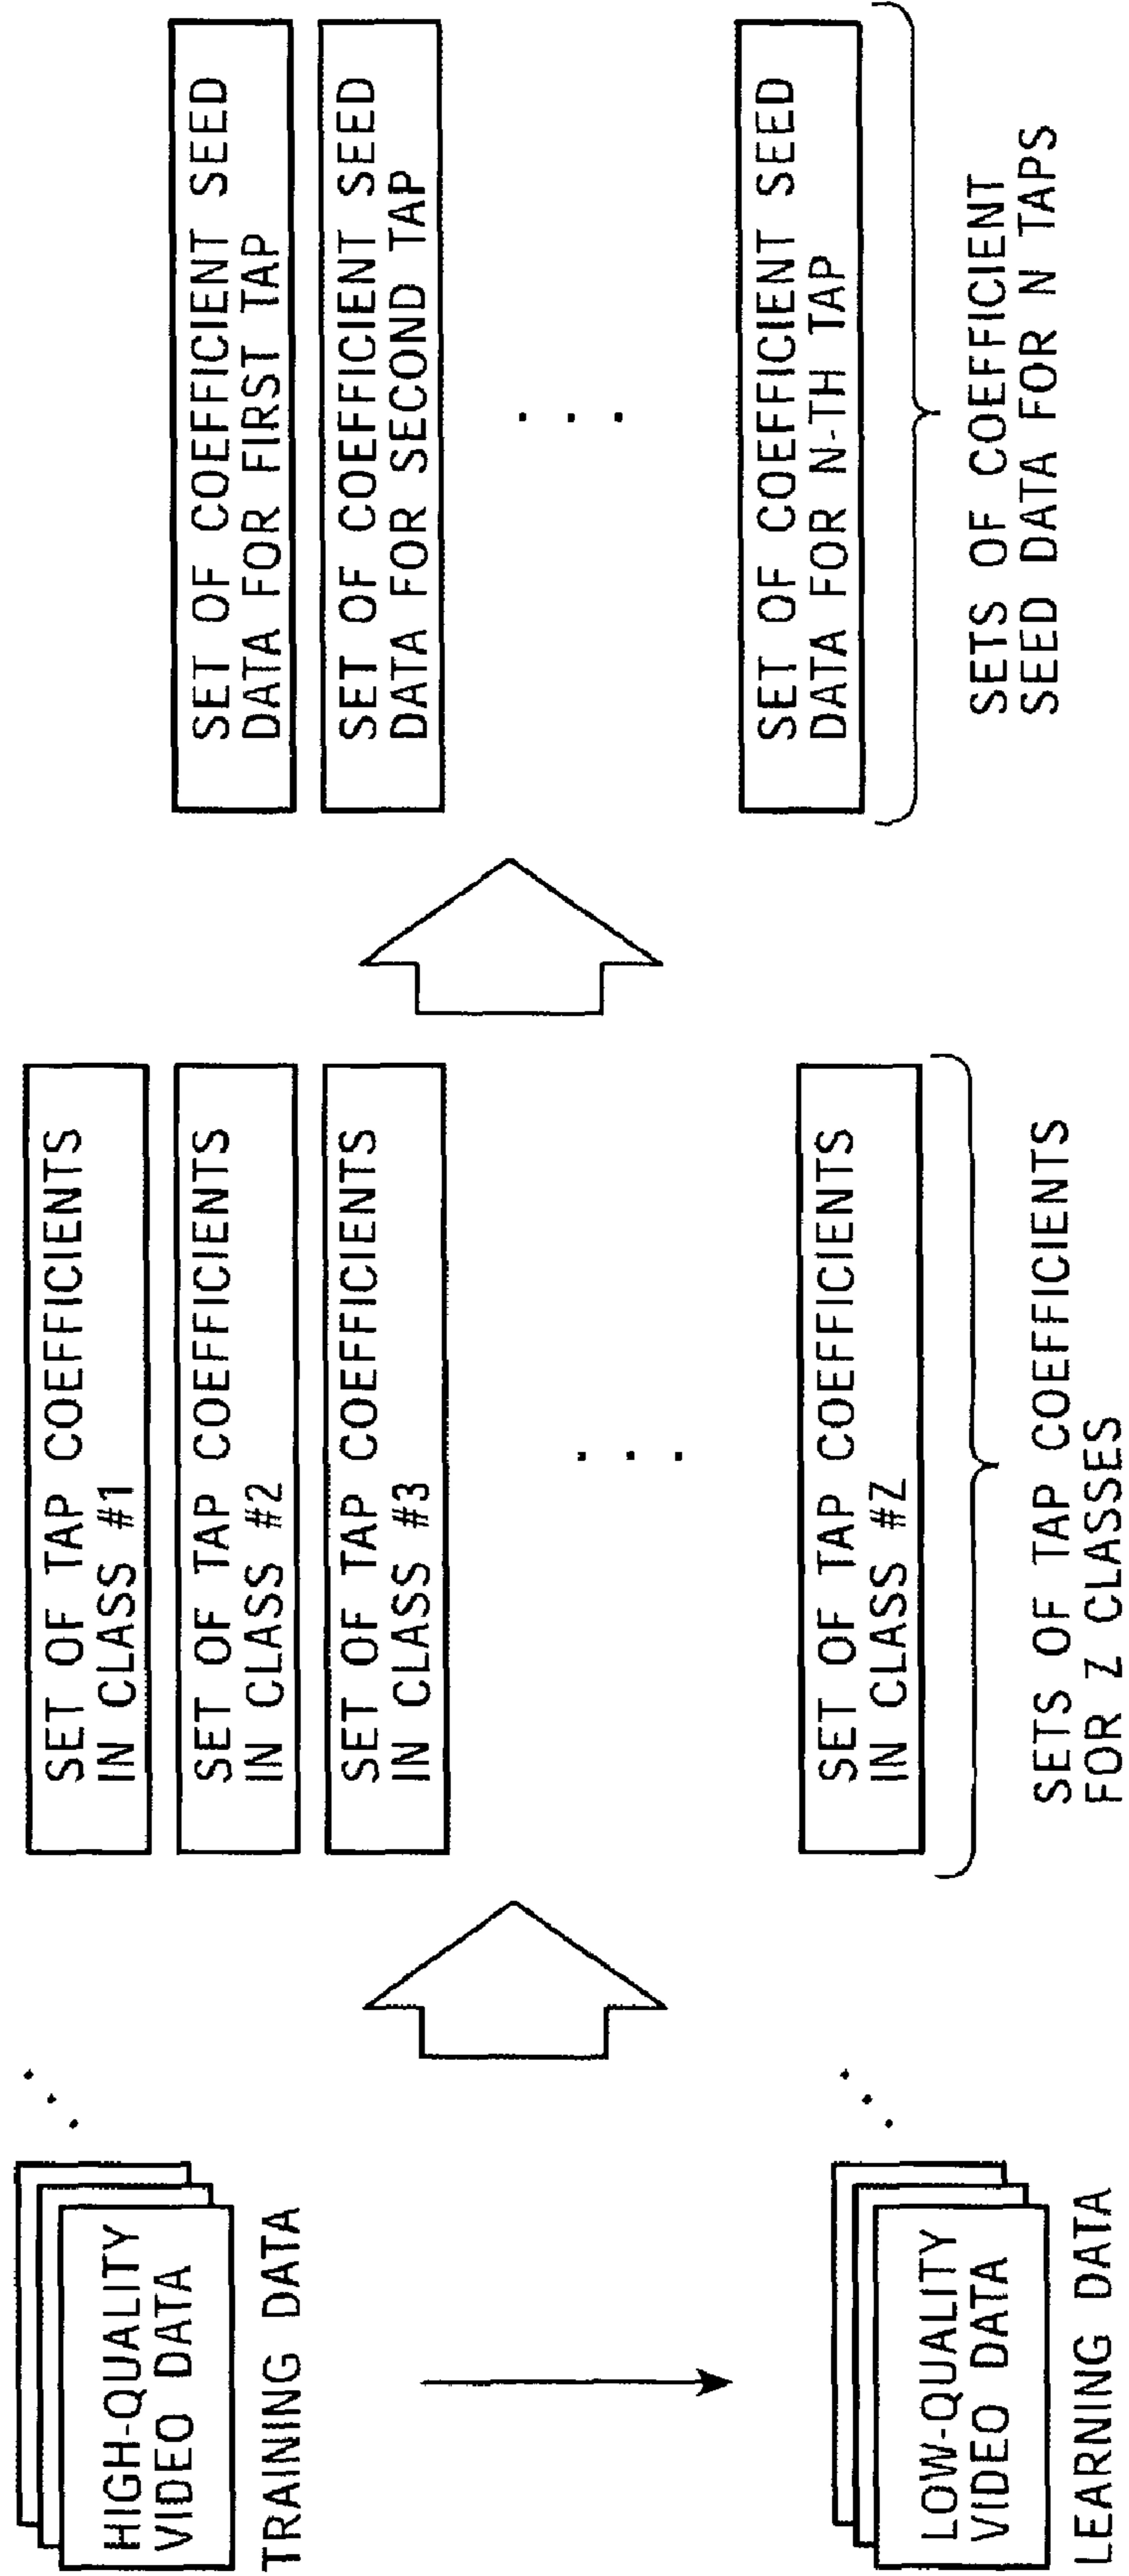 HIGH-QUALITY
VIDEO DATA
TRAINING DATA
LOW-QUALITY
VIDEO DATA
LEARNING DATA
SET OF TAP COEFFICIENTS
IN CLASS #1
SET OF TAP COEFFICIENTS
IN CLASS #2
SET OF TAP COEFFICIENTS
IN CLASS #3
. . .
SET OF TAP COEFFICIENTS
IN CLASS #Z
SETS OF TAP COEFFICIENTS
FOR Z CLASSES
SET OF COEFFICIENT SEED
DATA FOR FIRST TAP
SET OF COEFFICIENT SEED
DATA FOR SECOND TAP
. . .
SET OF COEFFICIENT SEED
DATA FOR N-TH TAP
SETS OF COEFFICIENT
SEED DATA FOR N TAPS